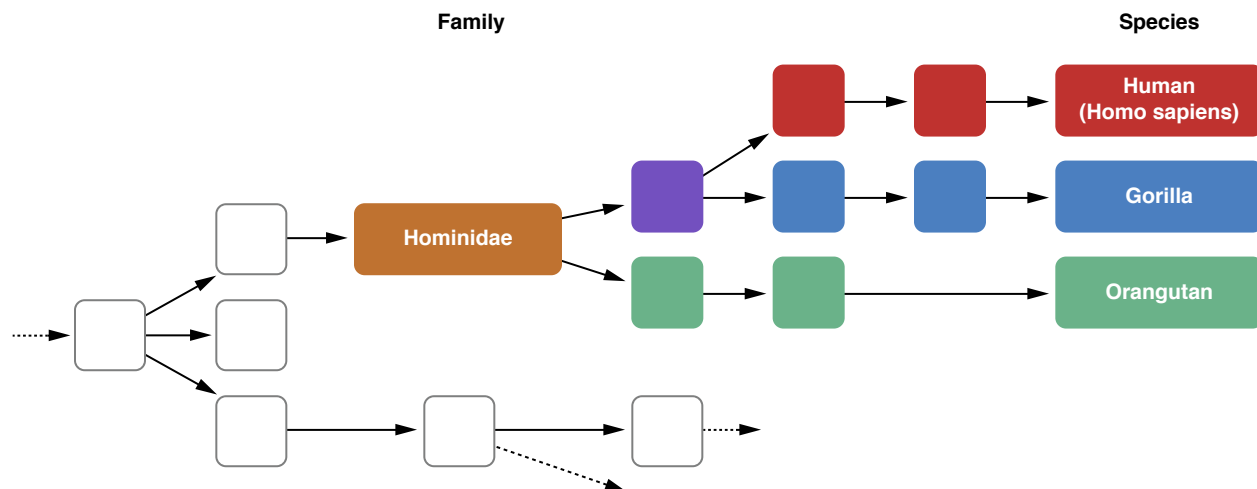 Family
Species
Human
(Homo sapiens)
Gorilla
Hominidae
Orangutan